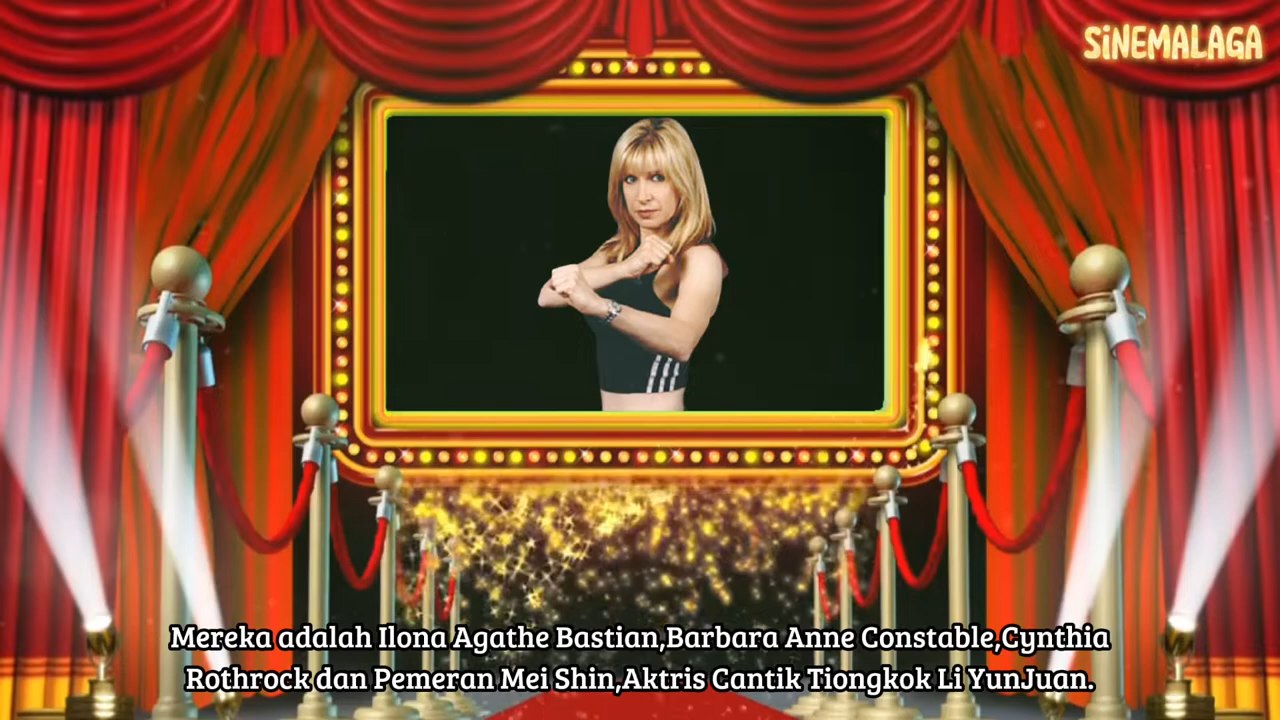 SiNEMALAGA
Mereka adalah Ilona Agathe Bastian,Barbara Anne Constable,Cynthia
Rothrock dan Pemeran Mei Shin,Aktris Cantik Tiongkok Li YunJuan.